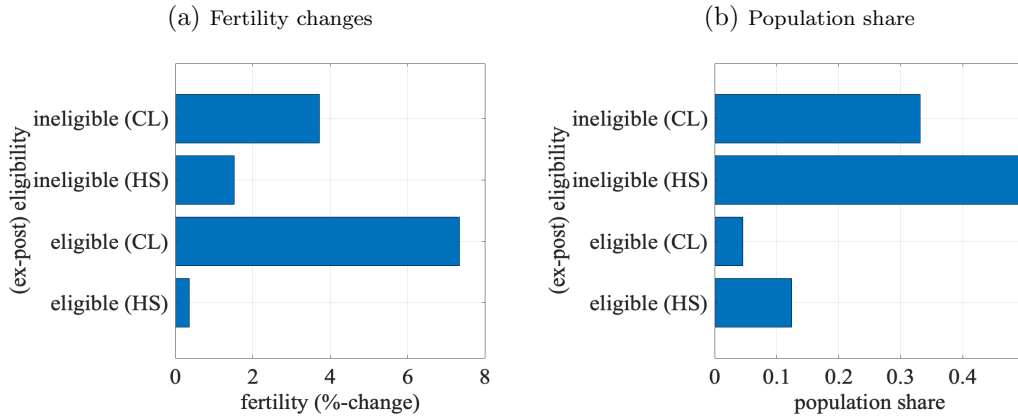 (a) Fertility changes
(ex-post) eligibility
ineligible (CL)
ineligible (HS)
eligible (CL)
eligible (HS)
0 2 4 6 8
fertility (%-change)
(b) Population share
(ex-post) eligibility
ineligible (CL)
ineligible (HS)
eligible (CL)
eligible (HS)
0 0.1 0.2 0.3 0.4
population share